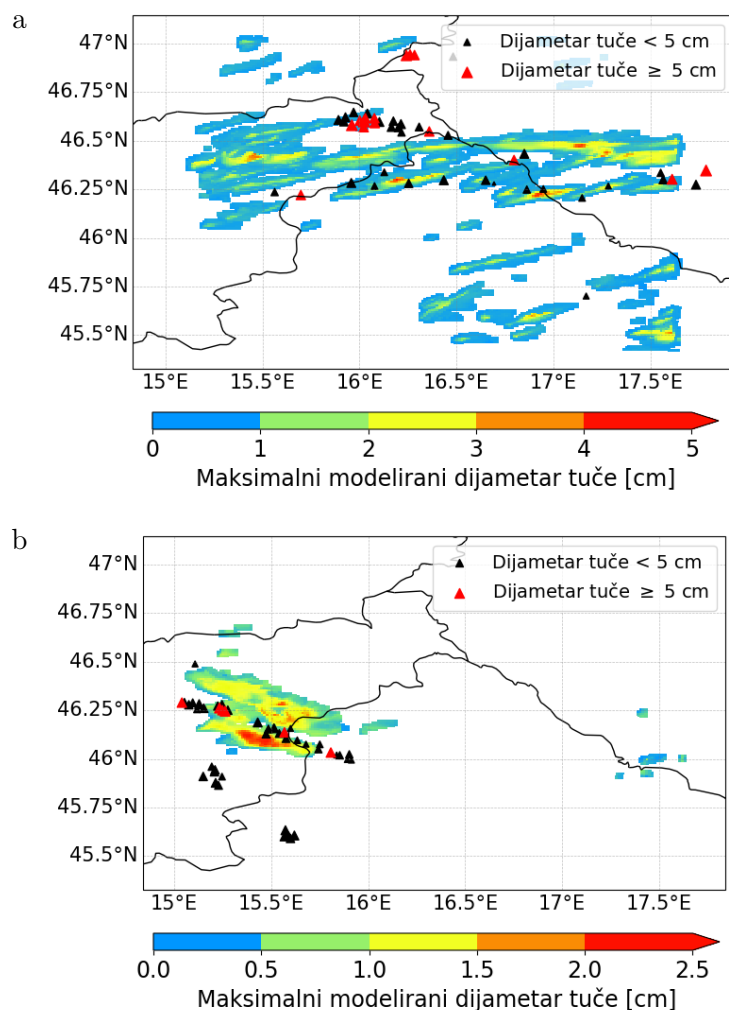 a
47°N
46.75°N
46.5°N
46.25°N
46°N
45.75°N
45.5°N
Dijametar tuče < 5 cm
Dijametar tuče ≥ 5 cm
15°E 15.5°E 16°E 16.5°E 17°E 17.5°E
0 1 2 3 4 5
Maksimalni modelirani dijametar tuče [cm]
b
47°N
46.75°N
46.5°N
46.25°N
46°N
45.75°N
45.5°N
Dijametar tuče < 5 cm
Dijametar tuče ≥ 5 cm
15°E 15.5°E 16°E 16.5°E 17°E 17.5°E
0.0 0.5 1.0 1.5 2.0 2.5
Maksimalni modelirani dijametar tuče [cm]